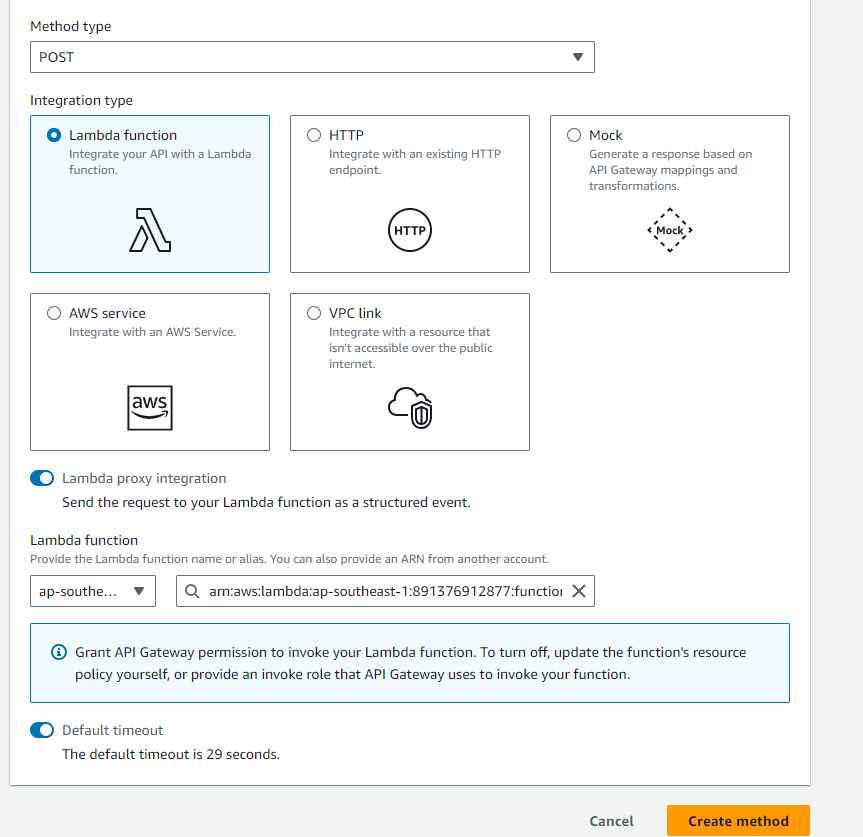 Method type
POST
Integration type
Lambda function
Integrate your API with a Lambda
function.
HTTP
Integrate with an existing HTTP
endpoint.
HTTP
Mock
Generate a response based on
API Gateway mappings and
transformations.
Mock
AWS service
Integrate with an AWS Service.
aws
VPC link
Integrate with a resource that
isn't accessible over the public
internet.
Lambda proxy integration
Send the request to your Lambda function as a structured event.
Lambda function
Provide the Lambda function name or alias. You can also provide an ARN from another account.
ap-southe...
arn:aws:lambda:ap-southeast-1:891376912877:function
Grant API Gateway permission to invoke your Lambda function. To turn off, update the function's resource
policy yourself, or provide an invoke role that API Gateway uses to invoke your function.
Default timeout
The default timeout is 29 seconds.
Cancel
Create method